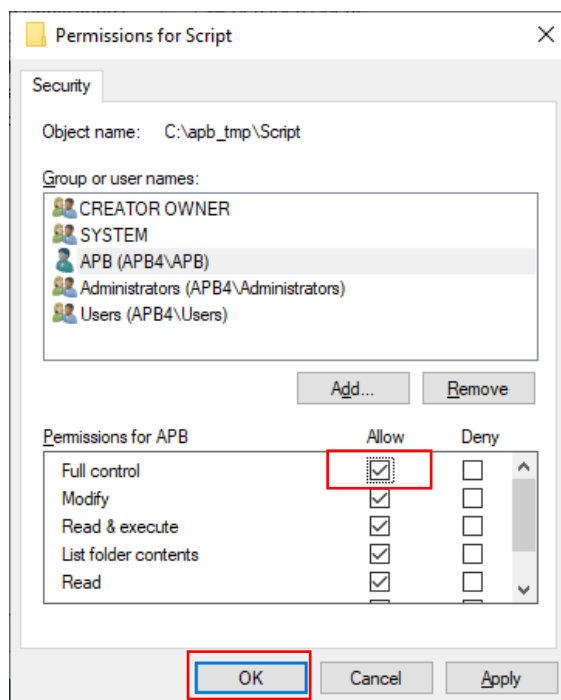 Permissions for Script
Security
Object name: C:\apb_tmp\Script
Group or user names:
CREATOR OWNER
SYSTEM
APB (APB4\APB)
Administrators (APB4\Administrators)
Users (APB4\Users)
Add... Remove
Permissions for APB Allow Deny
Full control
Modify
Read & execute
List folder contents
Read
OK Cancel Apply